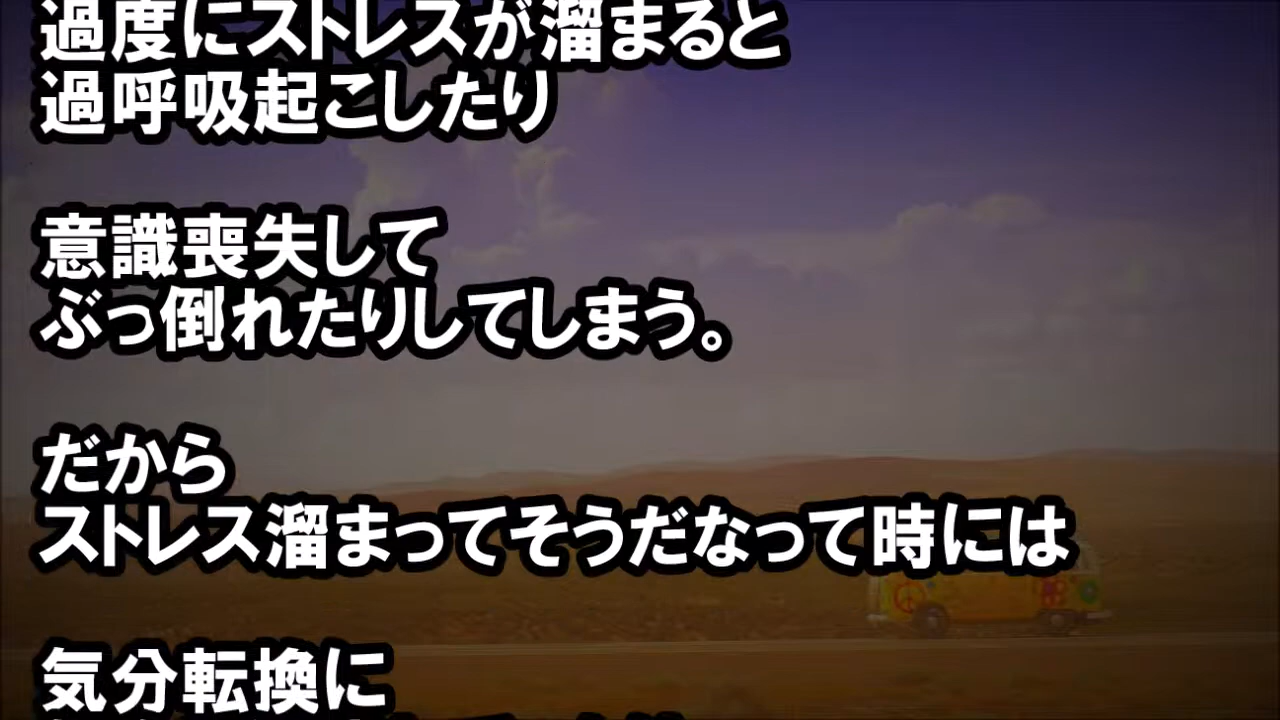 過度にストレスが溜まると
過呼吸起こしたり
意識喪失して
ぶっ倒れたりしてしまう。
だから
ストレス溜まってそうだなって時には
気分転換に